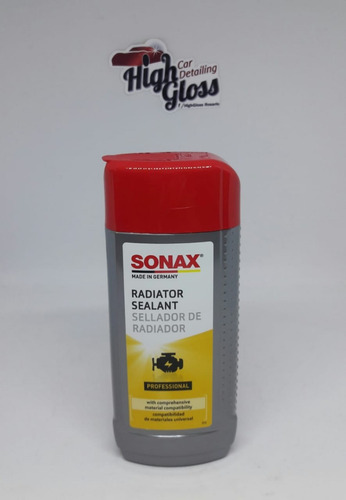 High
Car
Detailing
Gloss
SONAX
MADE IN GERMANY
RADIATOR
SEALANT
SELLADOR DE
RADIADOR
PROFESSIONAL
with comprehensive
material compatibility
compatibilidad
de materiales universal